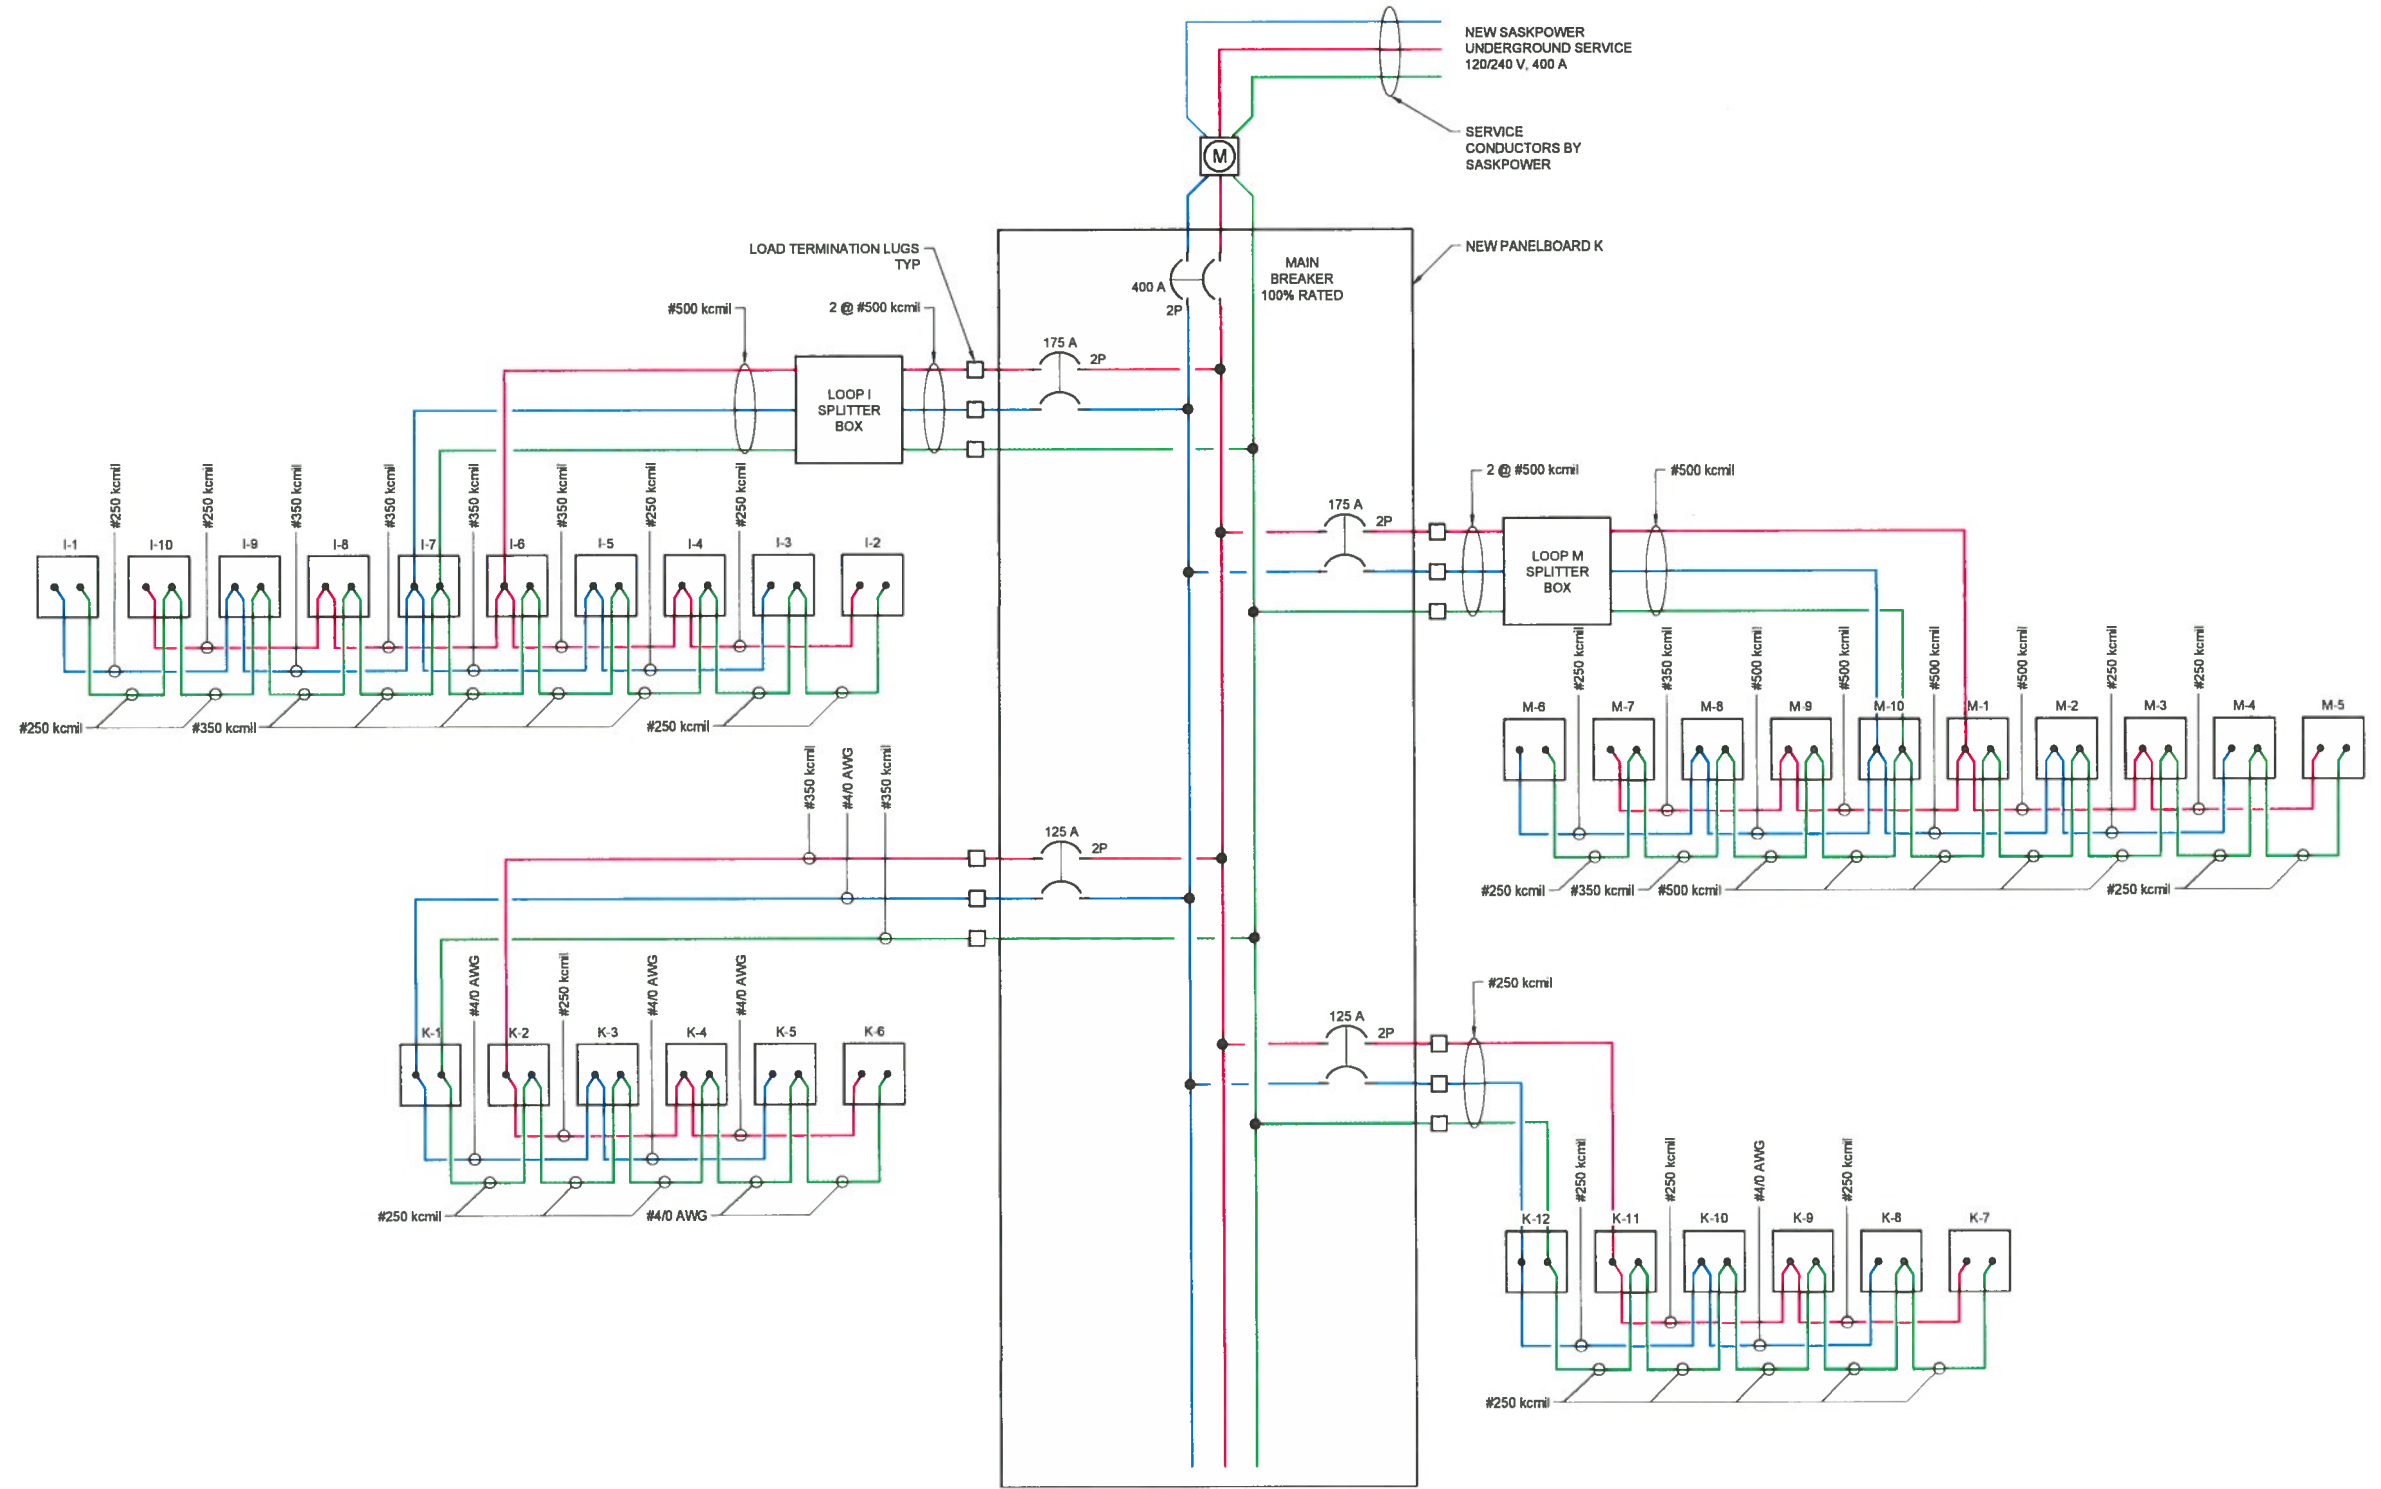 NEW SASKPOWER
UNDERGROUND SERVICE
120/240 V, 400 A
SERVICE
CONDUCTORS BY
SASKPOWER
M
LOAD TERMINATION LUGS
TYP
NEW PANELBOARD K
MAIN
BREAKER
100% RATED
400 A
2P
#500 kcmil
2 @ #500 kcmil
175 A
2P
LOOP I
SPLITTER
BOX
#250 kcmil
#250 kcmil
#350 kcmil
#350 kcmil
#350 kcmil
#350 kcmil
#250 kcmil
#250 kcmil
I-1
I-10
I-9
I-8
I-7
I-6
I-5
I-4
I-3
I-2
#250 kcmil
#350 kcmil
#250 kcmil
2 @ #500 kcmil
#500 kcmil
175 A
2P
LOOP M
SPLITTER
BOX
#250 kcmil
#350 kcmil
#500 kcmil
#500 kcmil
#500 kcmil
#500 kcmil
#250 kcmil
#250 kcmil
M-6
M-7
M-8
M-9
M-10
M-1
M-2
M-3
M-4
M-5
#250 kcmil
#350 kcmil
#500 kcmil
#250 kcmil
#350 kcmil
#4/0 AWG
#350 kcmil
125 A
2P
#4/0 AWG
#250 kcmil
#4/0 AWG
#4/0 AWG
K-1
K-2
K-3
K-4
K-5
K-6
#250 kcmil
#4/0 AWG
#250 kcmil
125 A
2P
#250 kcmil
#250 kcmil
#4/0 AWG
#250 kcmil
K-12
K-11
K-10
K-9
K-8
K-7
#250 kcmil